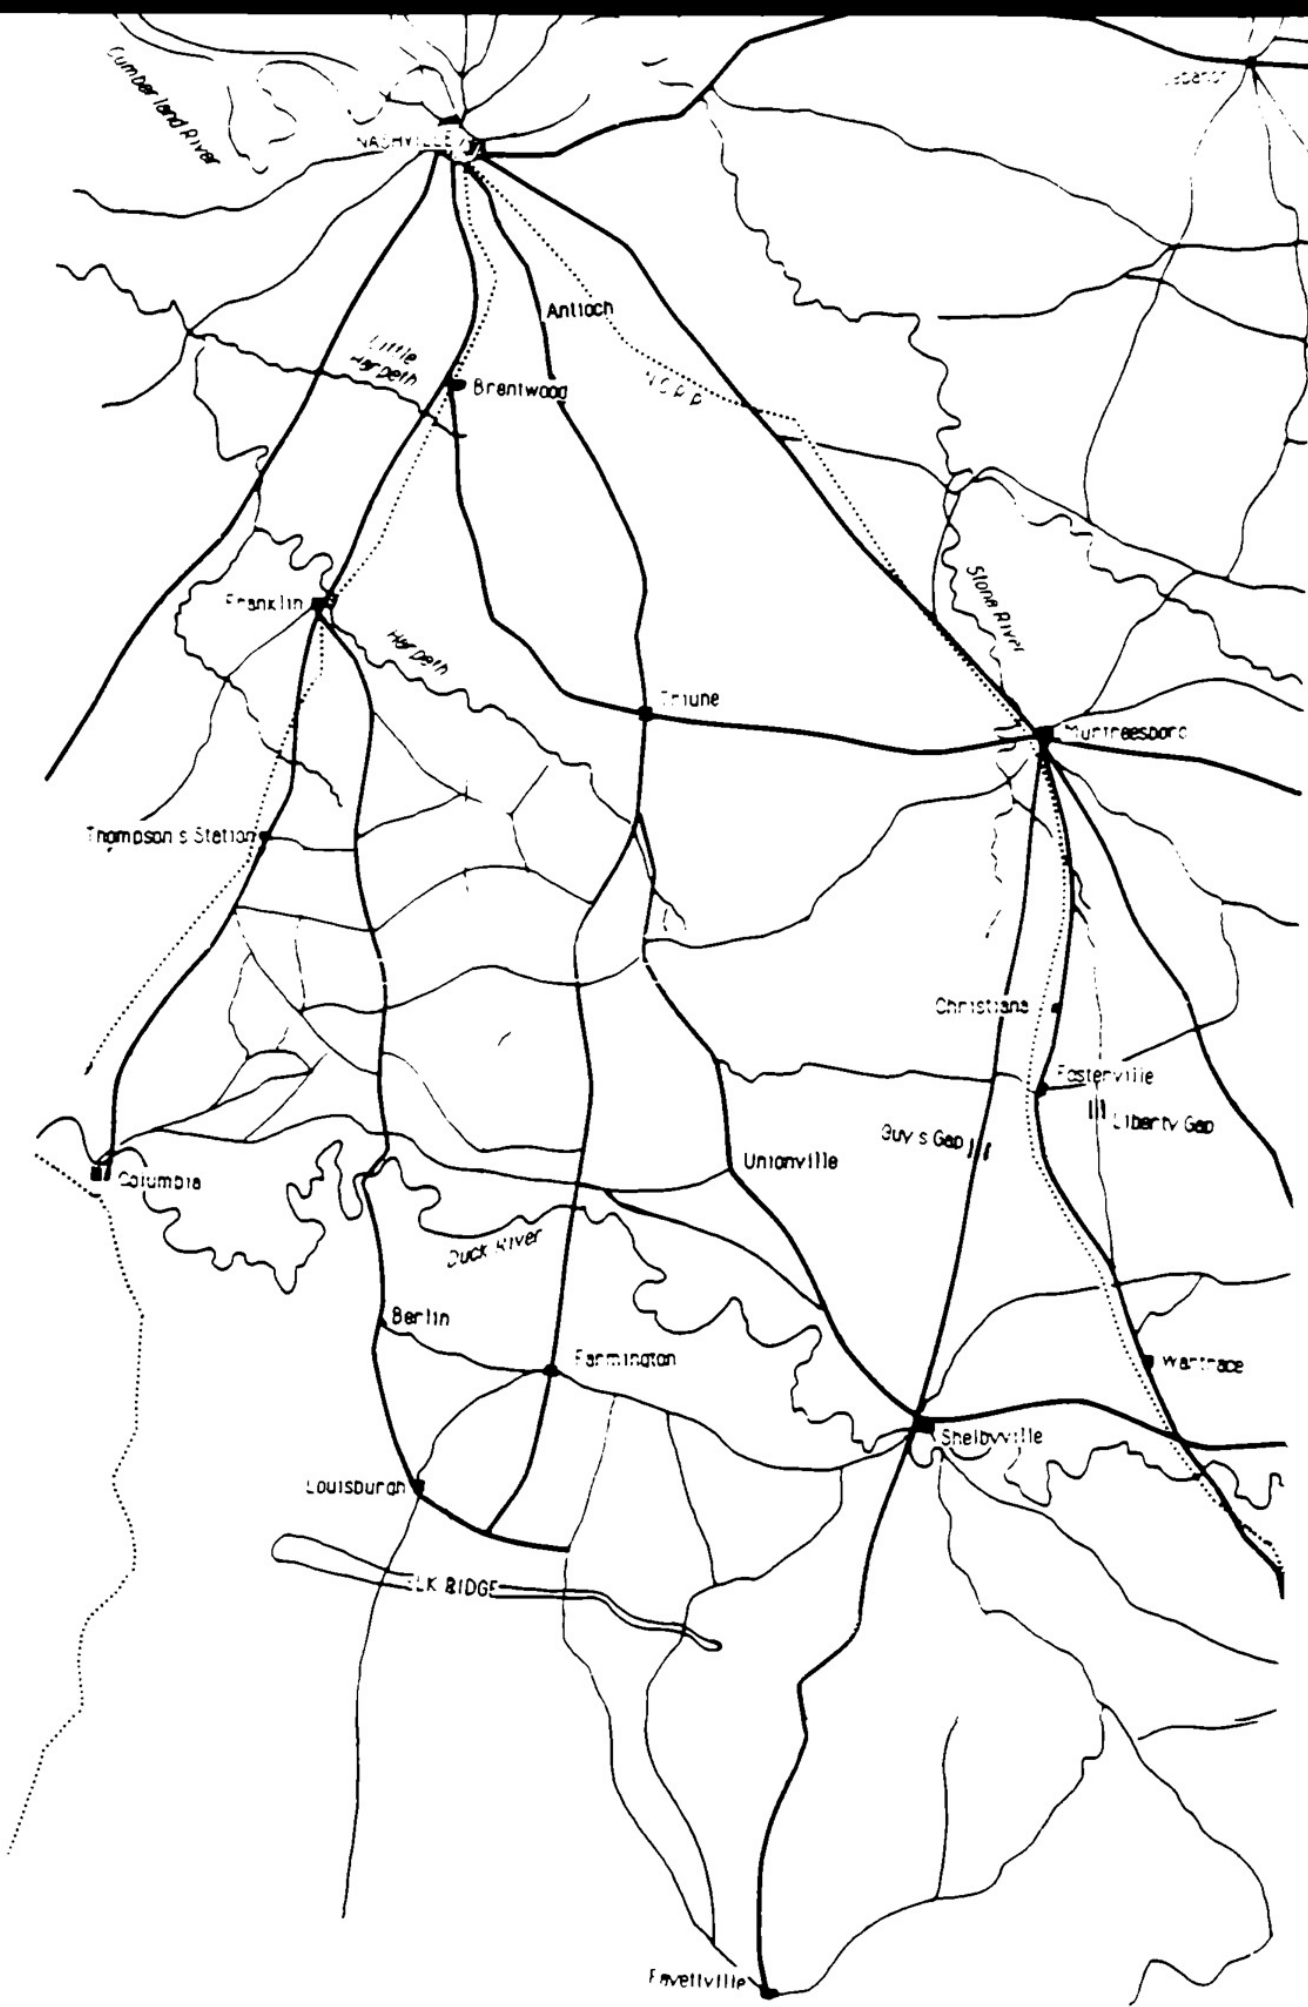 Cumberland River
Lebanon
NASHVILLE
Antioch
Little
Harpeth
Brentwood
Stone River
Franklin
Harpeth
Triune
Murfreesboro
Thompson s Station
Christiana
Fosterville
Liberty Gap
Guy s Gap
Unionville
Columbia
Duck River
Berlin
Farmington
Wartrace
Shelbyville
Louisburgh
ELK RIDGE
Fayettville